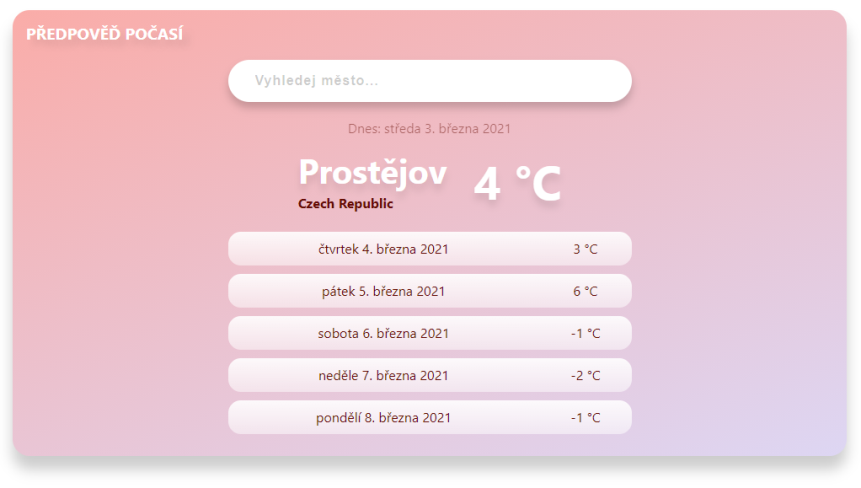 PŘEDPOVĚĎ POČASÍ
Vyhledej město...
Dnes: středa 3. března 2021
Prostějov 4 °C
Czech Republic
čtvrtek 4. března 2021 3 °C
pátek 5. března 2021 6 °C
sobota 6. března 2021 -1 °C
neděle 7. března 2021 -2 °C
pondělí 8. března 2021 -1 °C